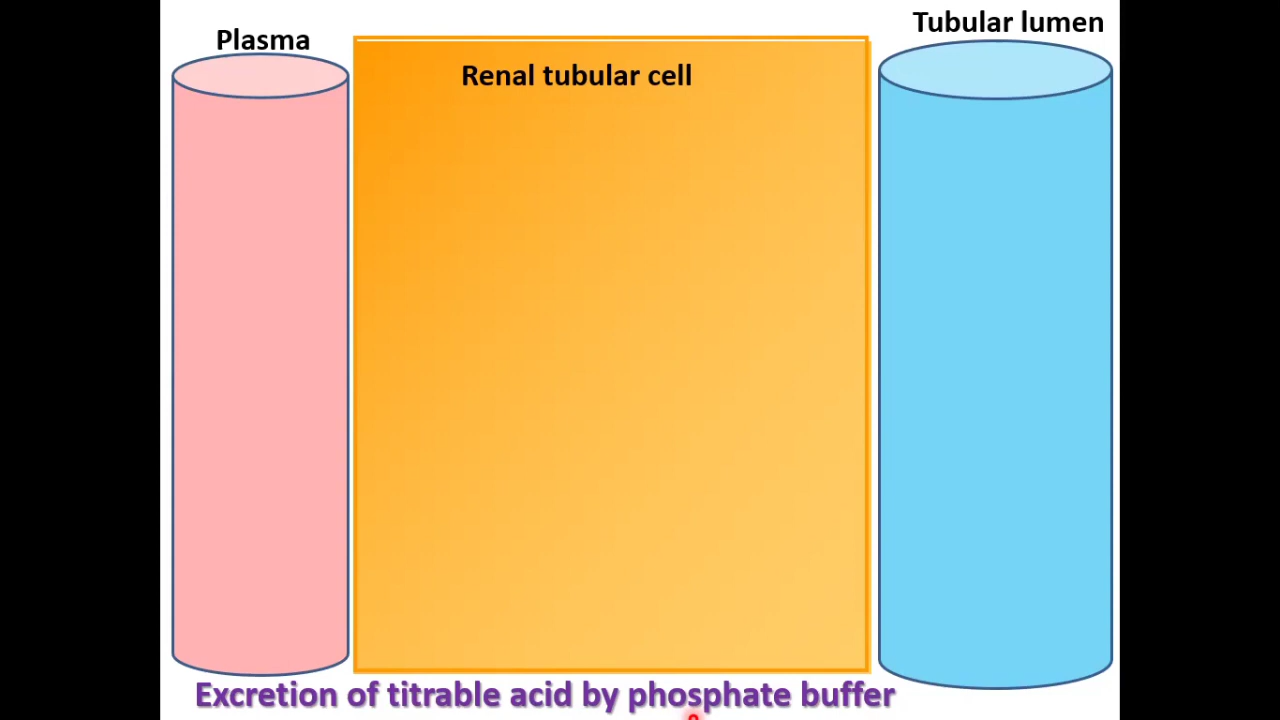 Plasma
Tubular lumen
Renal tubular cell
Excretion of titrable acid by phosphate buffer